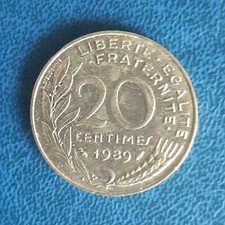 LIBERTE·EGALITE
·FRATERNITE·
20
CENTIMES
1989